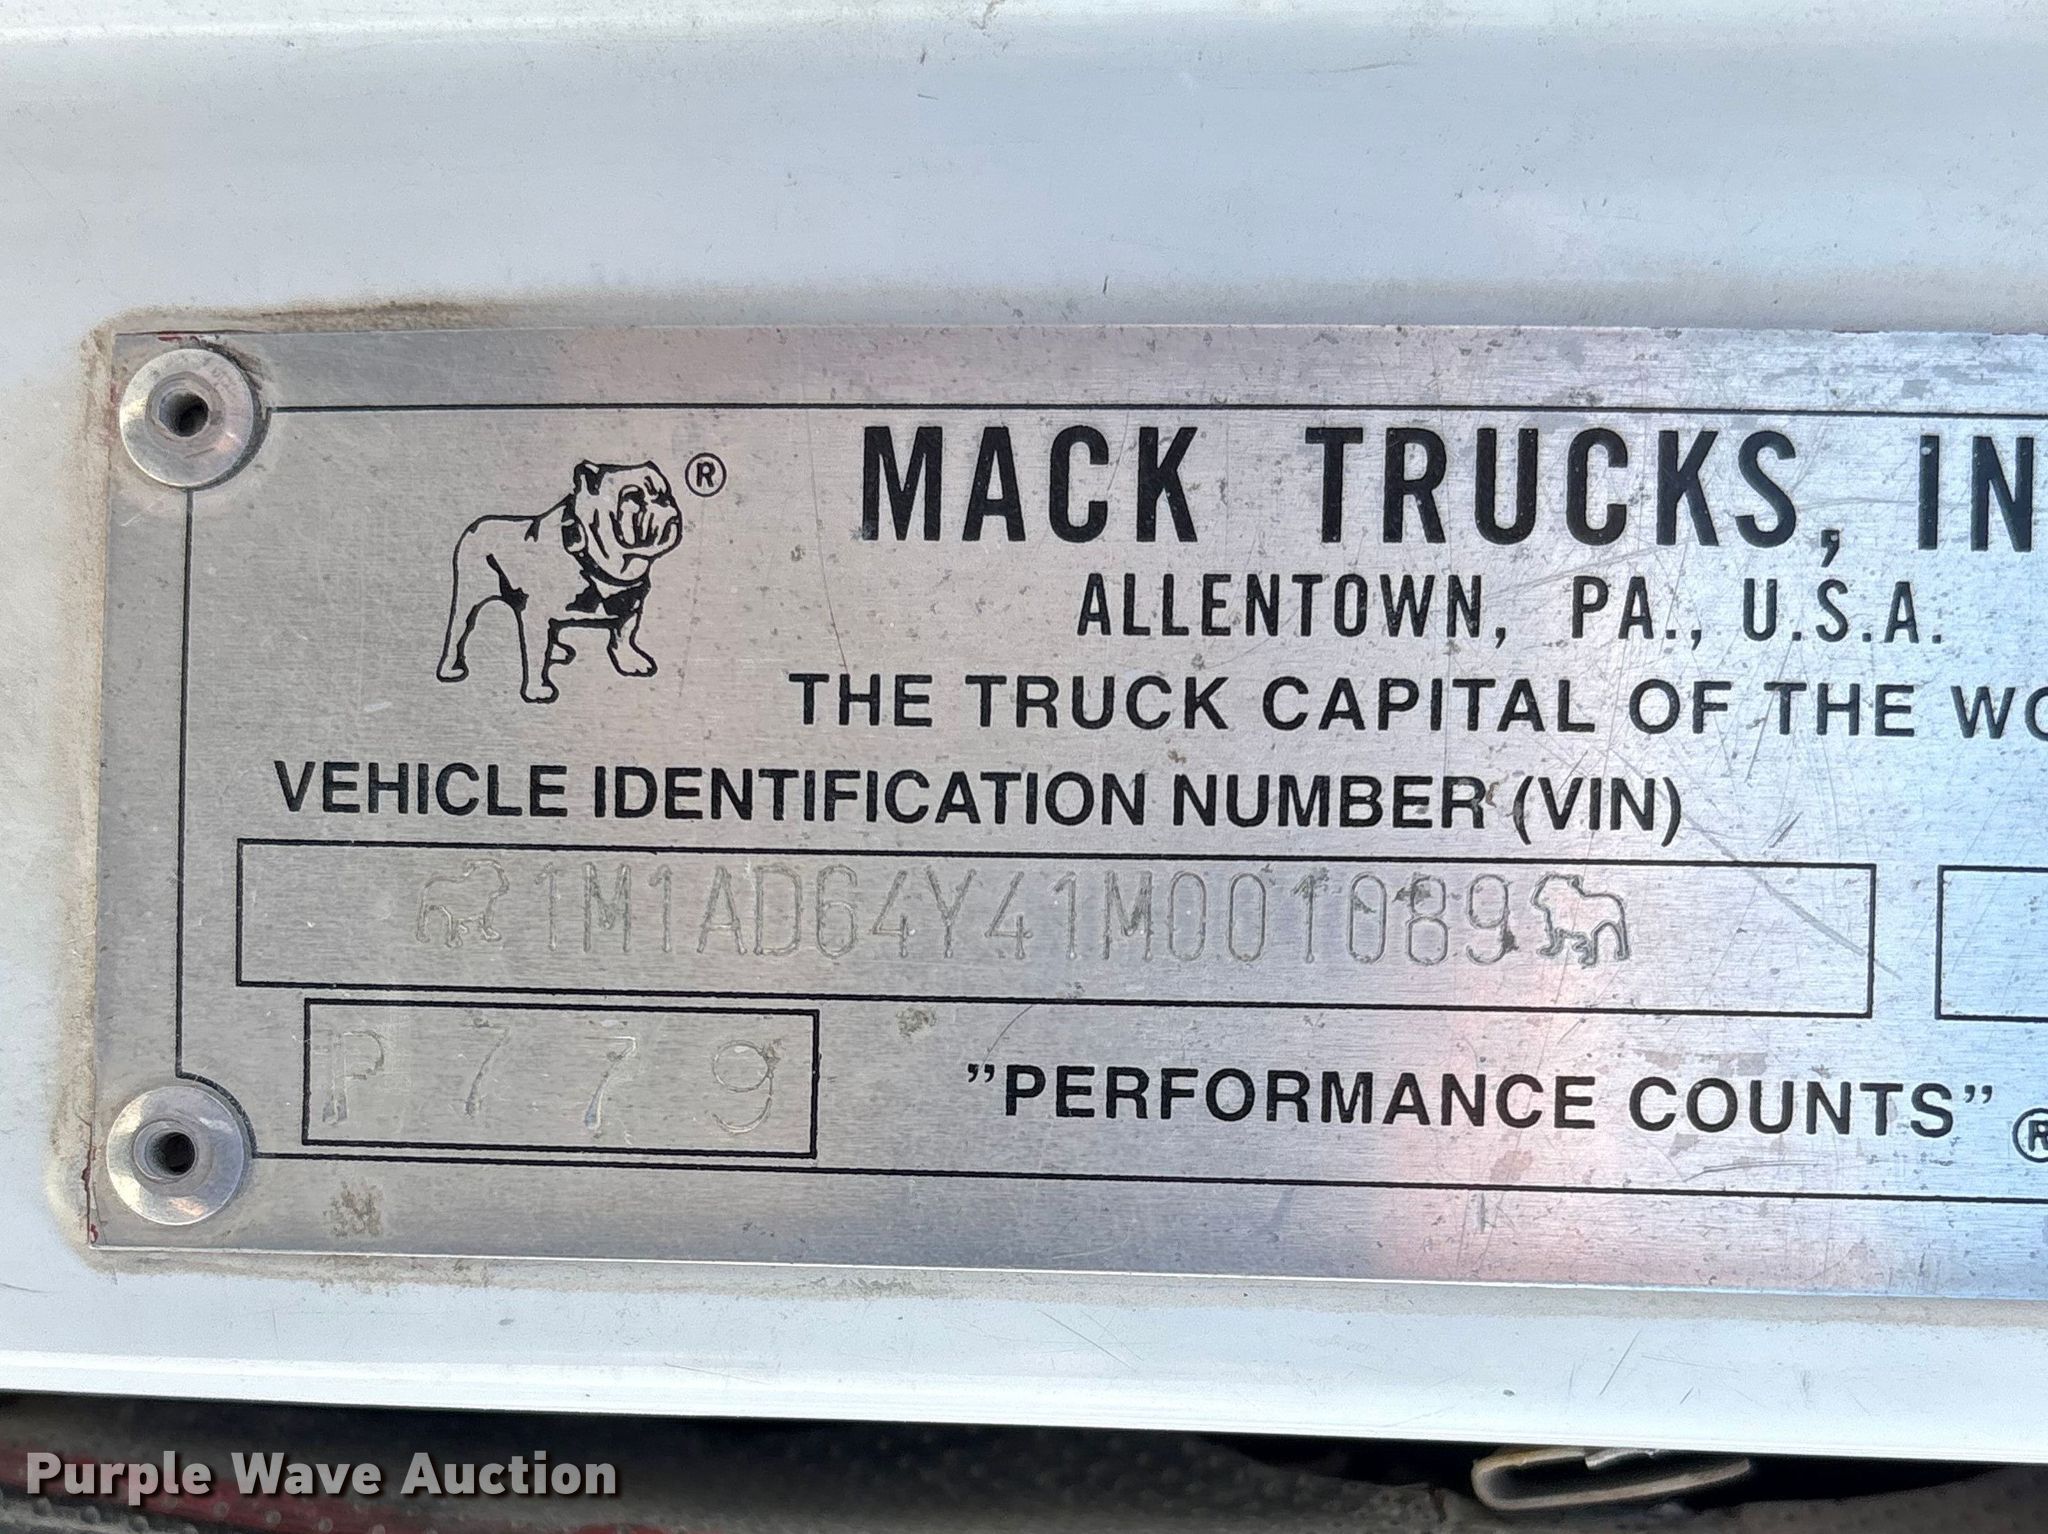 MACK TRUCKS, IN
ALLENTOWN, PA., U.S.A.
THE TRUCK CAPITAL OF THE WO
VEHICLE IDENTIFICATION NUMBER (VIN)
1M1AD64Y41M001089
P779
”PERFORMANCE COUNTS” ®
Purple Wave Auction